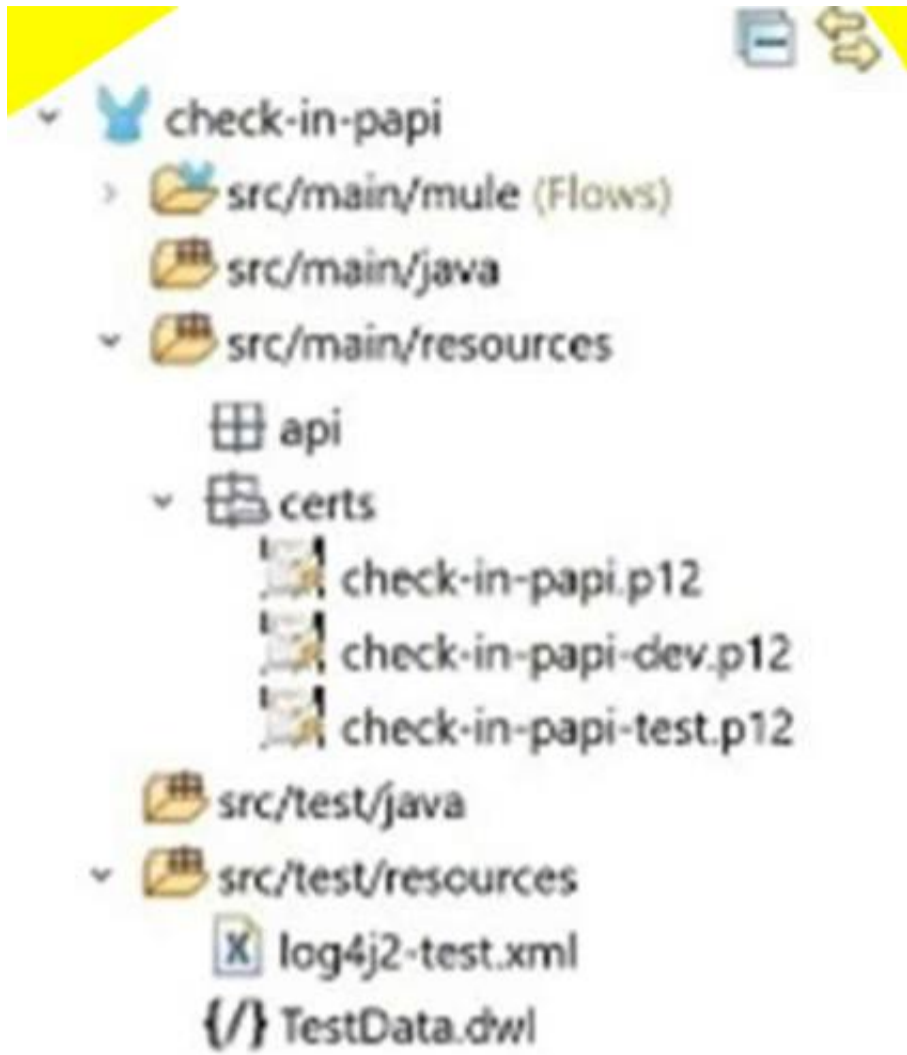 check-in-papi
src/main/mule (Flows)
src/main/java
src/main/resources
api
certs
check-in-papi.p12
check-in-papi-dev.p12
check-in-papi-test.p12
src/test/java
src/test/resources
log4j2-test.xml
{/} TestData.dwl